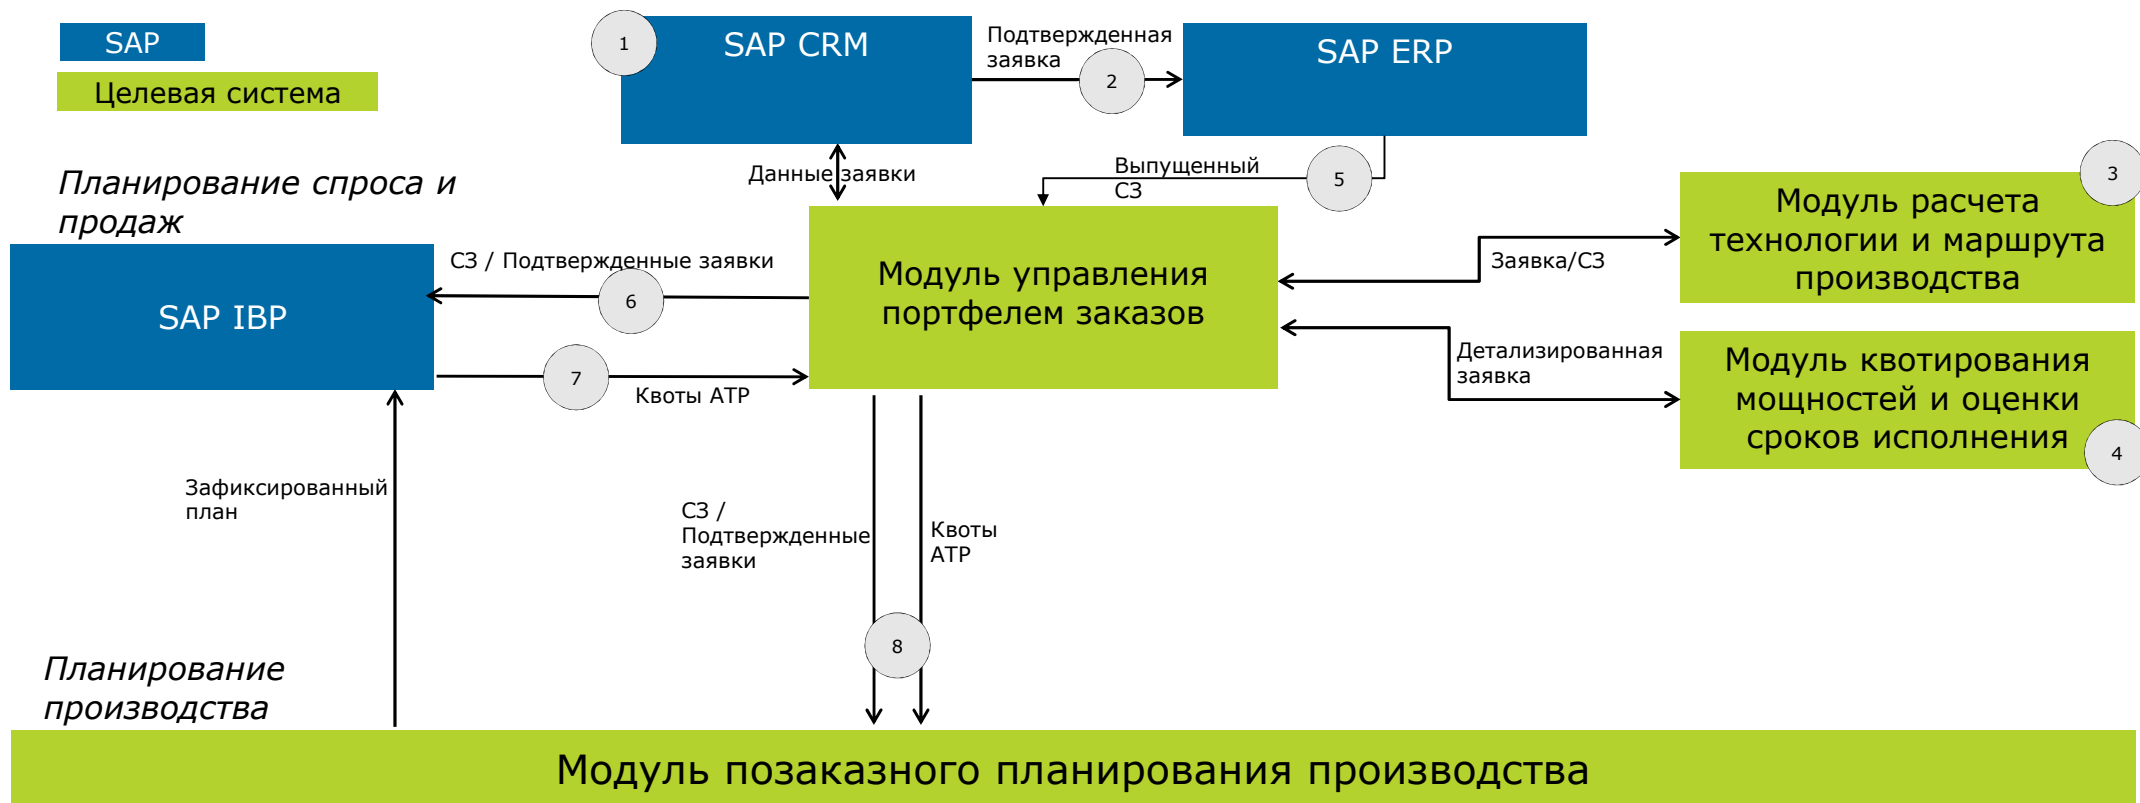 SAP
Целевая система
1
SAP CRM
Подтвержденная
заявка
2
SAP ERP
Данные заявки
Выпущенный
СЗ
5
3
Модуль расчета
технологии и маршрута
производства
Планирование спроса и
продаж
SAP IBP
СЗ / Подтвержденные заявки
6
7
Квоты ATP
Модуль управления
портфелем заказов
Заявка/СЗ
Детализированная
заявка
Модуль квотирования
мощностей и оценки
сроков исполнения
4
Зафиксированный
план
СЗ /
Подтвержденные
заявки
Квоты
ATP
8
Планирование
производства
Модуль позаказного планирования производства